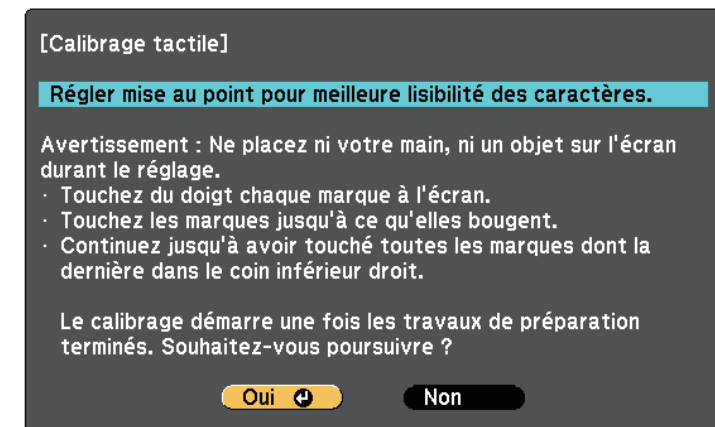 [Calibrage tactile]
Régler mise au point pour meilleure lisibilité des caractères.
Avertissement : Ne placez ni votre main, ni un objet sur l'écran
durant le réglage.
· Touchez du doigt chaque marque à l'écran.
· Touchez les marques jusqu'à ce qu'elles bougent.
· Continuez jusqu'à avoir touché toutes les marques dont la
dernière dans le coin inférieur droit.
Le calibrage démarre une fois les travaux de préparation
terminés. Souhaitez-vous poursuivre ?
Oui Non